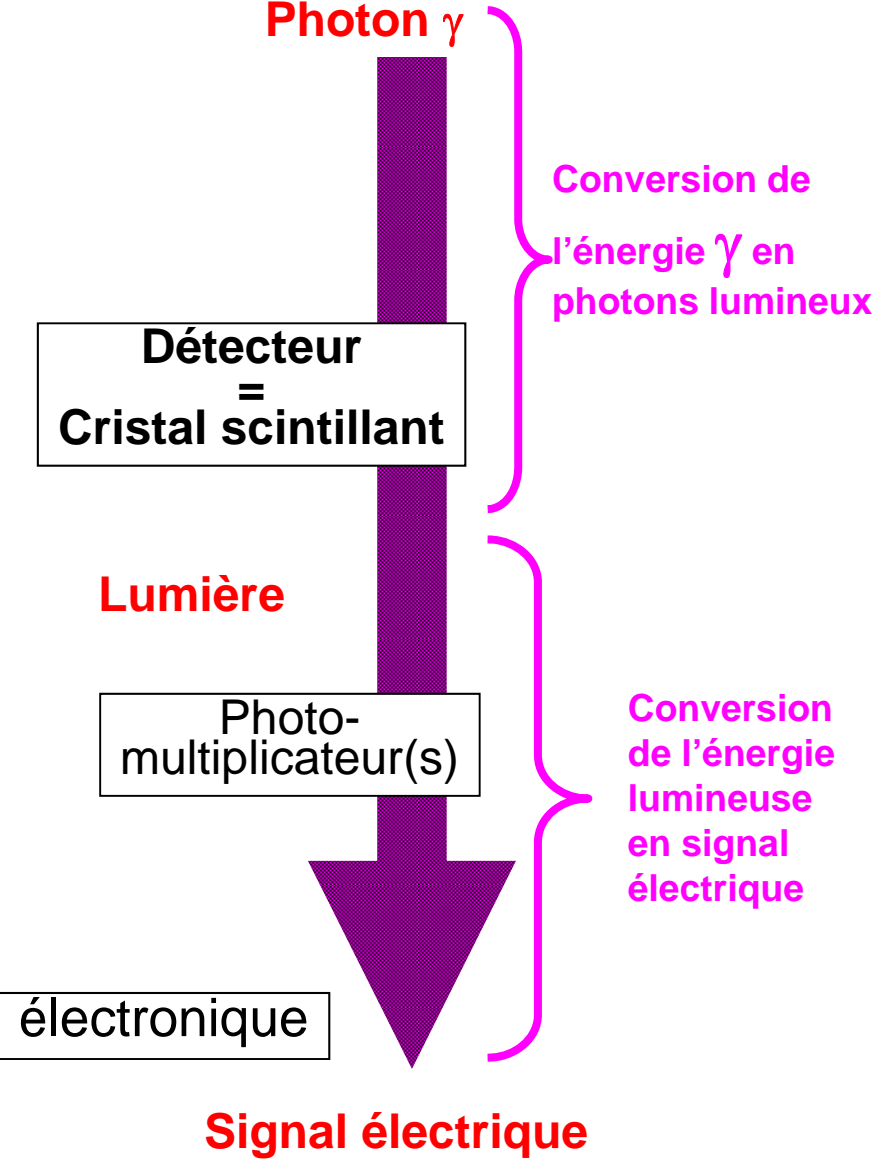 Photon γ
Conversion de
l’énergie γ en
photons lumineux
Détecteur
=
Cristal scintillant
Lumière
Photo-
multiplicateur(s)
Conversion
de l’énergie
lumineuse
en signal
électrique
électronique
Signal électrique